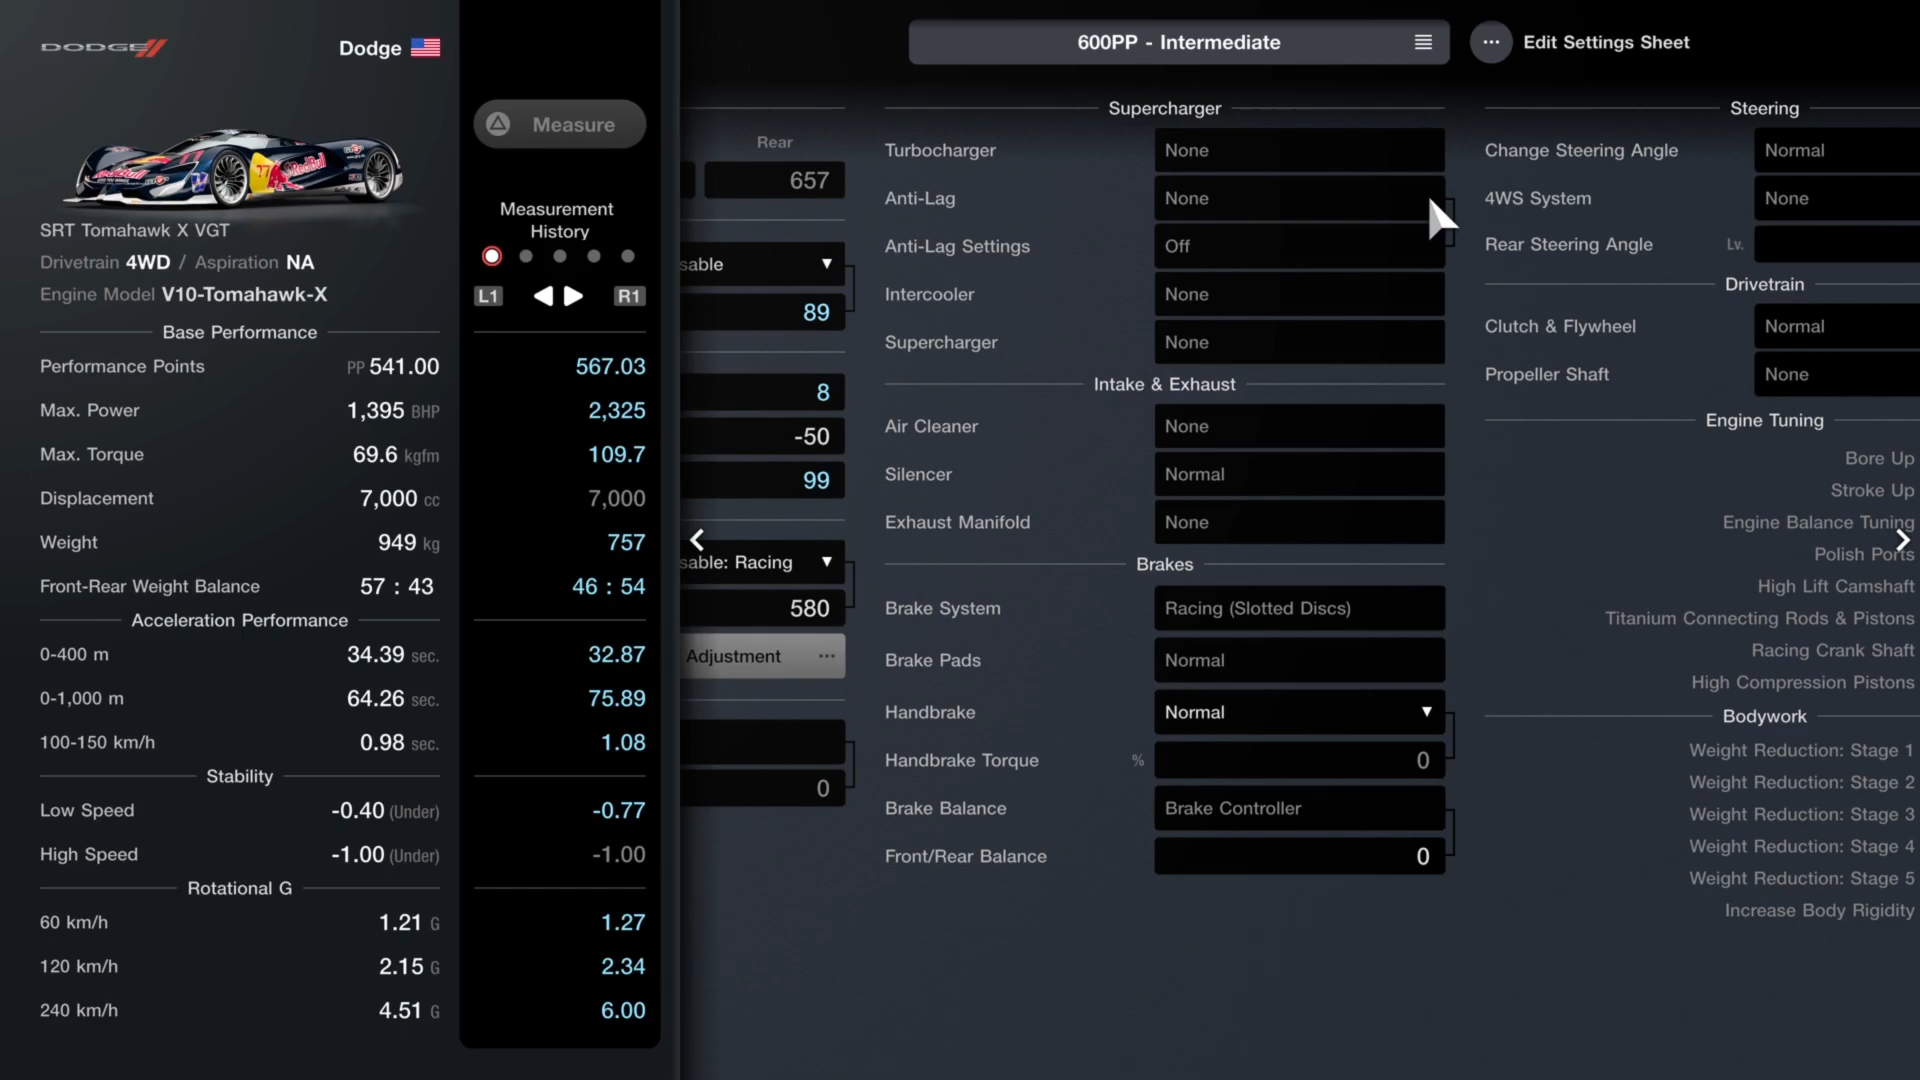 DODGE
Dodge
SRT Tomahawk X VGT
Drivetrain 4WD / Aspiration NA
Engine Model V10-Tomahawk-X
Base Performance
Performance Points PP 541.00 567.03
Max. Power 1,395 BHP 2,325
Max. Torque 69.6 kgfm 109.7
Displacement 7,000 cc 7,000
Weight 949 kg 757
Front-Rear Weight Balance 57 : 43 46 : 54
Acceleration Performance
0-400 m 34.39 sec. 32.87
0-1,000 m 64.26 sec. 75.89
100-150 km/h 0.98 sec. 1.08
Stability
Low Speed -0.40 (Under) -0.77
High Speed -1.00 (Under) -1.00
Rotational G
60 km/h 1.21 G 1.27
120 km/h 2.15 G 2.34
240 km/h 4.51 G 6.00
Measure
Measurement
History
L1 R1
Rear
657
sable
89
8
-50
99
sable: Racing
580
Adjustment ...
0
600PP - Intermediate
... Edit Settings Sheet
Supercharger
Turbocharger None
Anti-Lag None
Anti-Lag Settings Off
Intercooler None
Supercharger None
Intake & Exhaust
Air Cleaner None
Silencer Normal
Exhaust Manifold None
Brakes
Brake System Racing (Slotted Discs)
Brake Pads Normal
Handbrake Normal
Handbrake Torque % 0
Brake Balance Brake Controller
Front/Rear Balance 0
Steering
Change Steering Angle Normal
4WS System None
Rear Steering Angle Lv.
Drivetrain
Clutch & Flywheel Normal
Propeller Shaft None
Engine Tuning
Bore Up
Stroke Up
Engine Balance Tuning
Polish Ports
High Lift Camshaft
Titanium Connecting Rods & Pistons
Racing Crank Shaft
High Compression Pistons
Bodywork
Weight Reduction: Stage 1
Weight Reduction: Stage 2
Weight Reduction: Stage 3
Weight Reduction: Stage 4
Weight Reduction: Stage 5
Increase Body Rigidity
RedBull